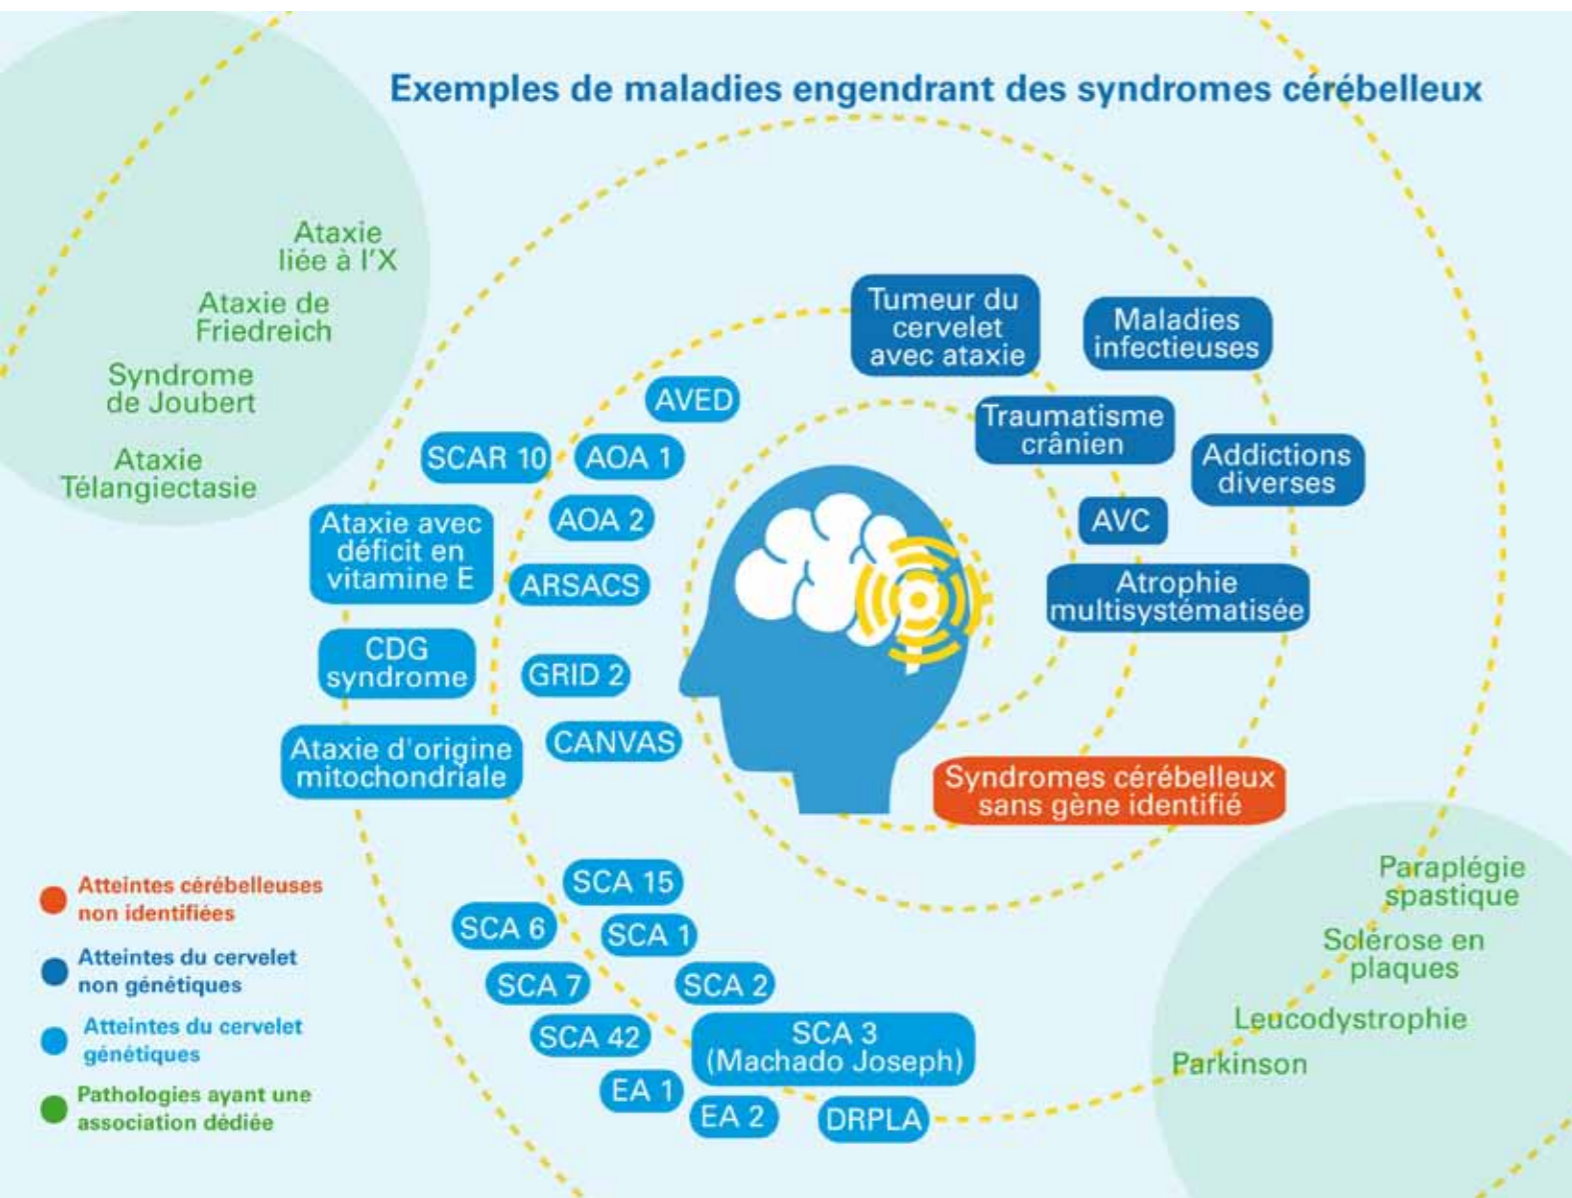 Exemples de maladies engendrant des syndromes cérébelleux
Ataxie
liée à l'X
Ataxie de
Friedreich
Syndrome
de Joubert
Ataxie
Télangiectasie
Tumeur du
cervelet
avec ataxie
Maladies
infectieuses
Traumatisme
crânien
Addictions
diverses
AVC
Atrophie
multisystématisée
AVED
SCAR 10
AOA 1
AOA 2
Ataxie avec
déficit en
vitamine E
ARSACS
CDG
syndrome
GRID 2
CANVAS
Ataxie d'origine
mitochondriale
Syndromes cérébelleux
sans gène identifié
SCA 15
SCA 6
SCA 1
SCA 7
SCA 2
SCA 42
SCA 3
(Machado Joseph)
EA 1
EA 2
DRPLA
Paraplégie
spastique
Sclérose en
plaques
Leucodystrophie
Parkinson
Atteintes cérébelleuses
non identifiées
Atteintes du cervelet
non génétiques
Atteintes du cervelet
génétiques
Pathologies ayant une
association dédiée